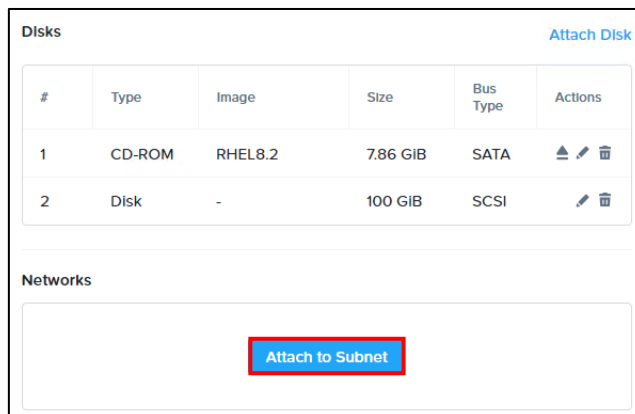 Disks
Attach Disk
# Type Image Size Bus Type Actions
1 CD-ROM RHEL8.2 7.86 GiB SATA
2 Disk - 100 GiB SCSI
Networks
Attach to Subnet